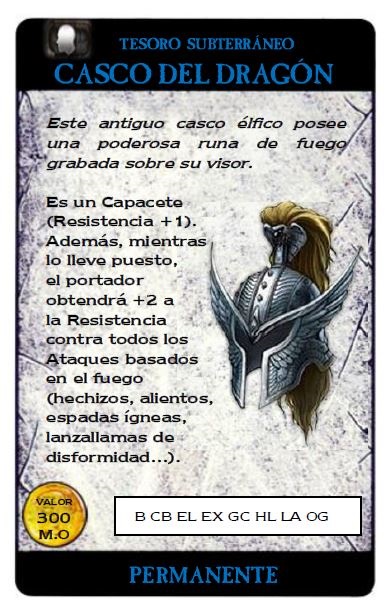 TESORO SUBTERRÁNEO
CASCO DEL DRAGÓN
Este antiguo casco élfico posee
una poderosa runa de fuego
grabada sobre su visor.
Es un Capacete
(Resistencia +1).
Además, mientras
lo lleve puesto,
el portador
obtendrá +2 a
la Resistencia
contra todos los
Ataques basados
en el fuego
(hechizos, alientos,
espadas ígneas,
lanzallamas de
disformidad...).
VALOR
300
M.O
B CB EL EX GC HL LA OG
PERMANENTE